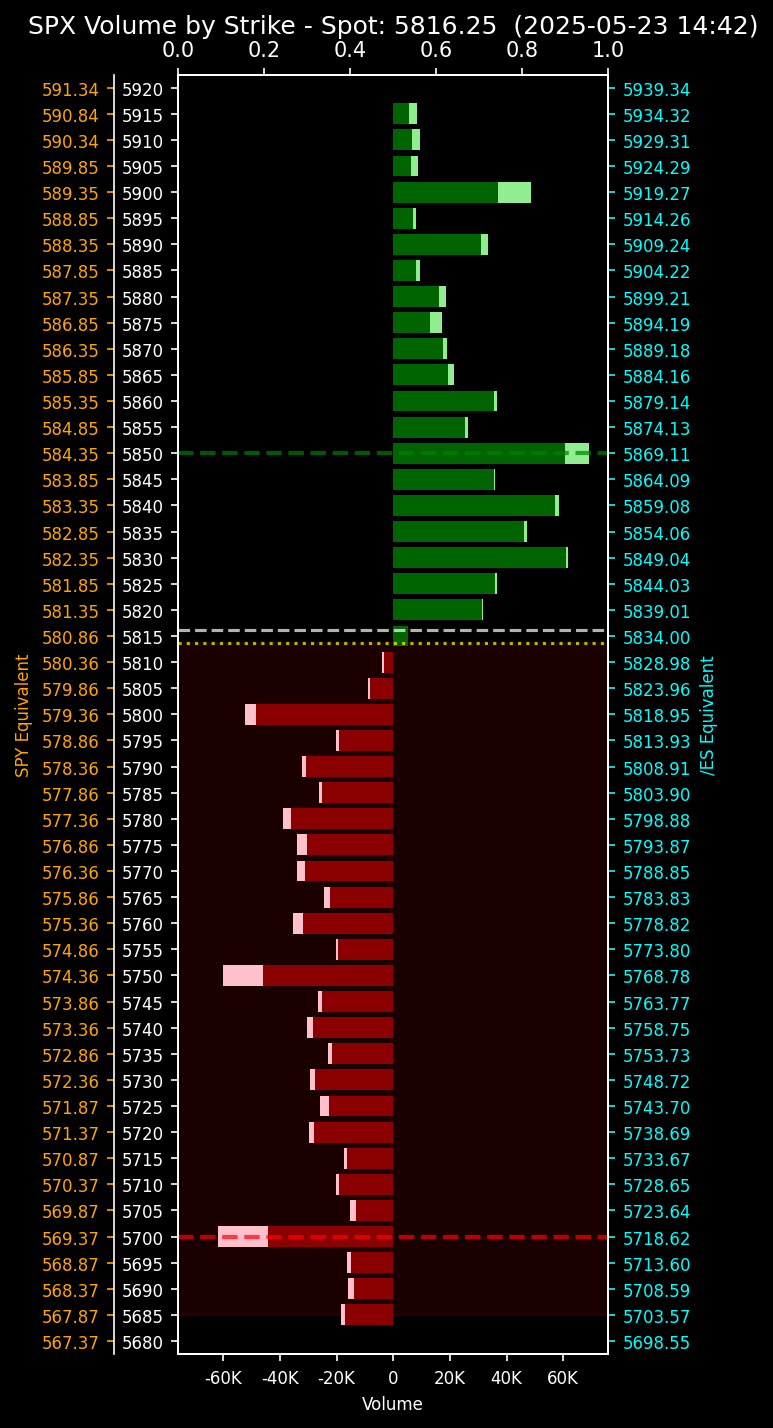 SPX Volume by Strike - Spot: 5816.25  (2025-05-23 14:42)
0.0 0.2 0.4 0.6 0.8 1.0
591.34 5920 5939.34
590.84 5915 5934.32
590.34 5910 5929.31
589.85 5905 5924.29
589.35 5900 5919.27
588.85 5895 5914.26
588.35 5890 5909.24
587.85 5885 5904.22
587.35 5880 5899.21
586.85 5875 5894.19
586.35 5870 5889.18
585.85 5865 5884.16
585.35 5860 5879.14
584.85 5855 5874.13
584.35 5850 5869.11
583.85 5845 5864.09
583.35 5840 5859.08
582.85 5835 5854.06
582.35 5830 5849.04
581.85 5825 5844.03
581.35 5820 5839.01
580.86 5815 5834.00
580.36 5810 5828.98
579.86 5805 5823.96
579.36 5800 5818.95
578.86 5795 5813.93
578.36 5790 5808.91
577.86 5785 5803.90
577.36 5780 5798.88
576.86 5775 5793.87
576.36 5770 5788.85
575.86 5765 5783.83
575.36 5760 5778.82
574.86 5755 5773.80
574.36 5750 5768.78
573.86 5745 5763.77
573.36 5740 5758.75
572.86 5735 5753.73
572.36 5730 5748.72
571.87 5725 5743.70
571.37 5720 5738.69
570.87 5715 5733.67
570.37 5710 5728.65
569.87 5705 5723.64
569.37 5700 5718.62
568.87 5695 5713.60
568.37 5690 5708.59
567.87 5685 5703.57
567.37 5680 5698.55
SPY Equivalent
/ES Equivalent
-60K -40K -20K 0 20K 40K 60K
Volume